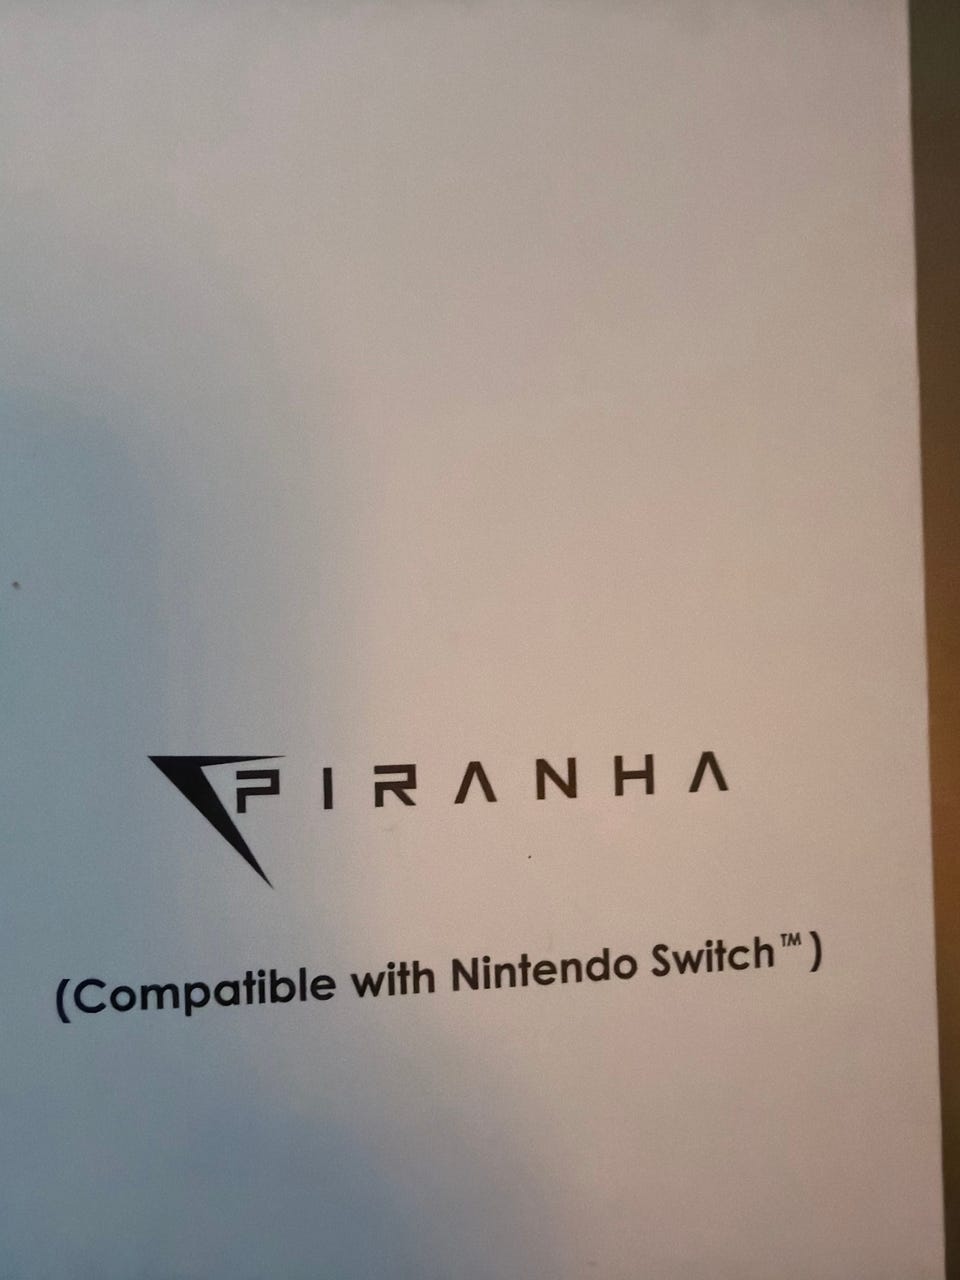 PIRANHA
(Compatible with Nintendo Switch™)